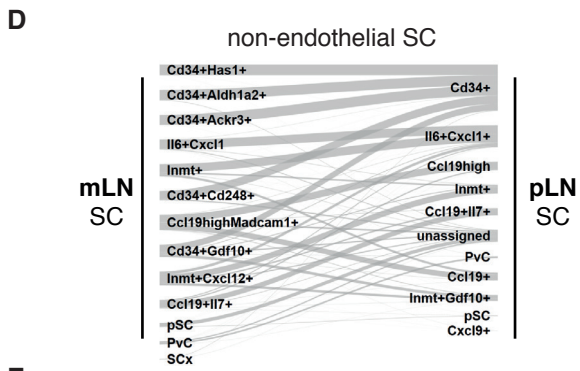 D
non-endothelial SC
Cd34+Has1+
Cd34+Aldh1a2+
Cd34+Ackr3+
Il6+Cxcl1
Inmt+
Cd34+Cd248+
Ccl19highMadcam1+
Cd34+Gdf10+
Inmt+Cxcl12+
Ccl19+Il7+
pSC
PvC
SCx
mLN
SC
Cd34+
Il6+Cxcl1+
Ccl19high
Inmt+
Ccl19+Il7+
unassigned
PvC
Ccl19+
Inmt+Gdf10+
pSC
Cxcl9+
pLN
SC